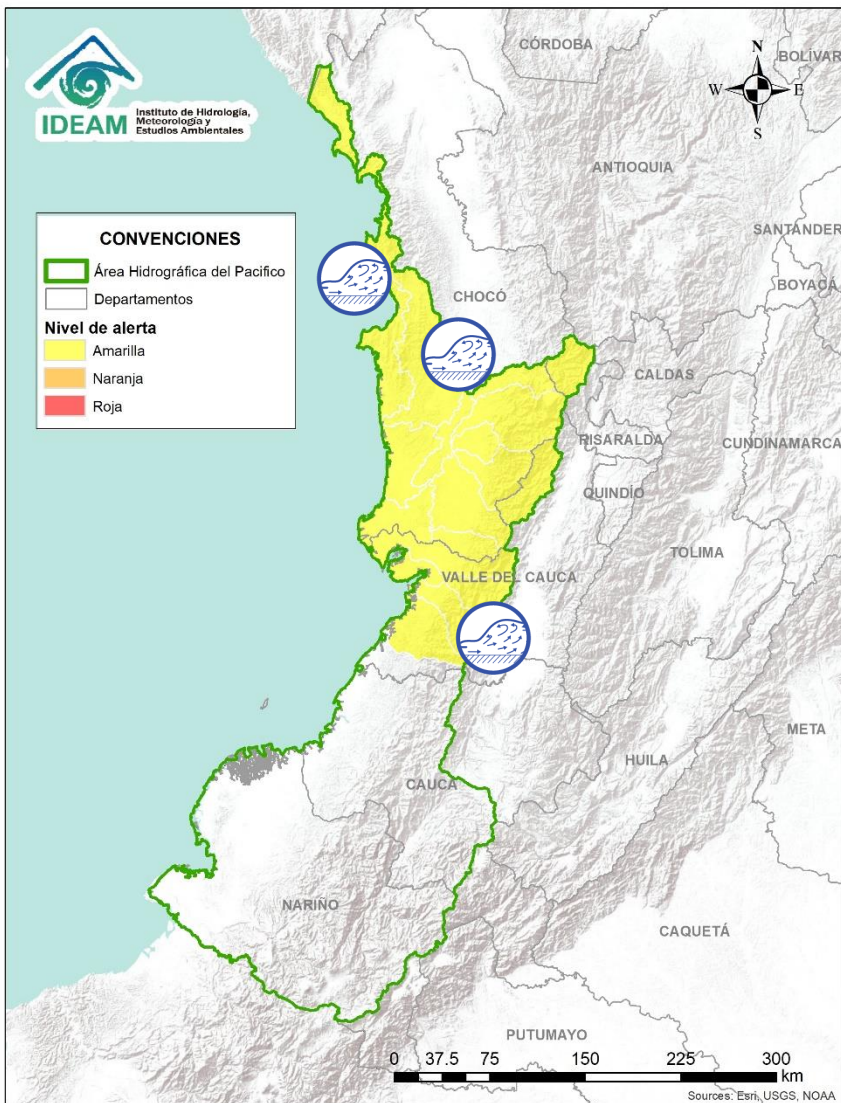 IDEAM
Instituto de Hidrología,
Meteorología y
Estudios Ambientales
N
W
E
S
CONVENCIONES
Área Hidrográfica del Pacifico
Departamentos
Nivel de alerta
Amarilla
Naranja
Roja
CÓRDOBA
BOLÍVAR
ANTIOQUIA
SANTANDER
BOYACÁ
CHOCÓ
CALDAS
RISARALDA
CUNDINAMARCA
QUINDÍO
TOLIMA
VALLE DEL CAUCA
META
HUILA
CAUCA
NARIÑO
CAQUETÁ
PUTUMAYO
0 37.5 75 150 225 300
km
Sources: Esri, USGS, NOAA